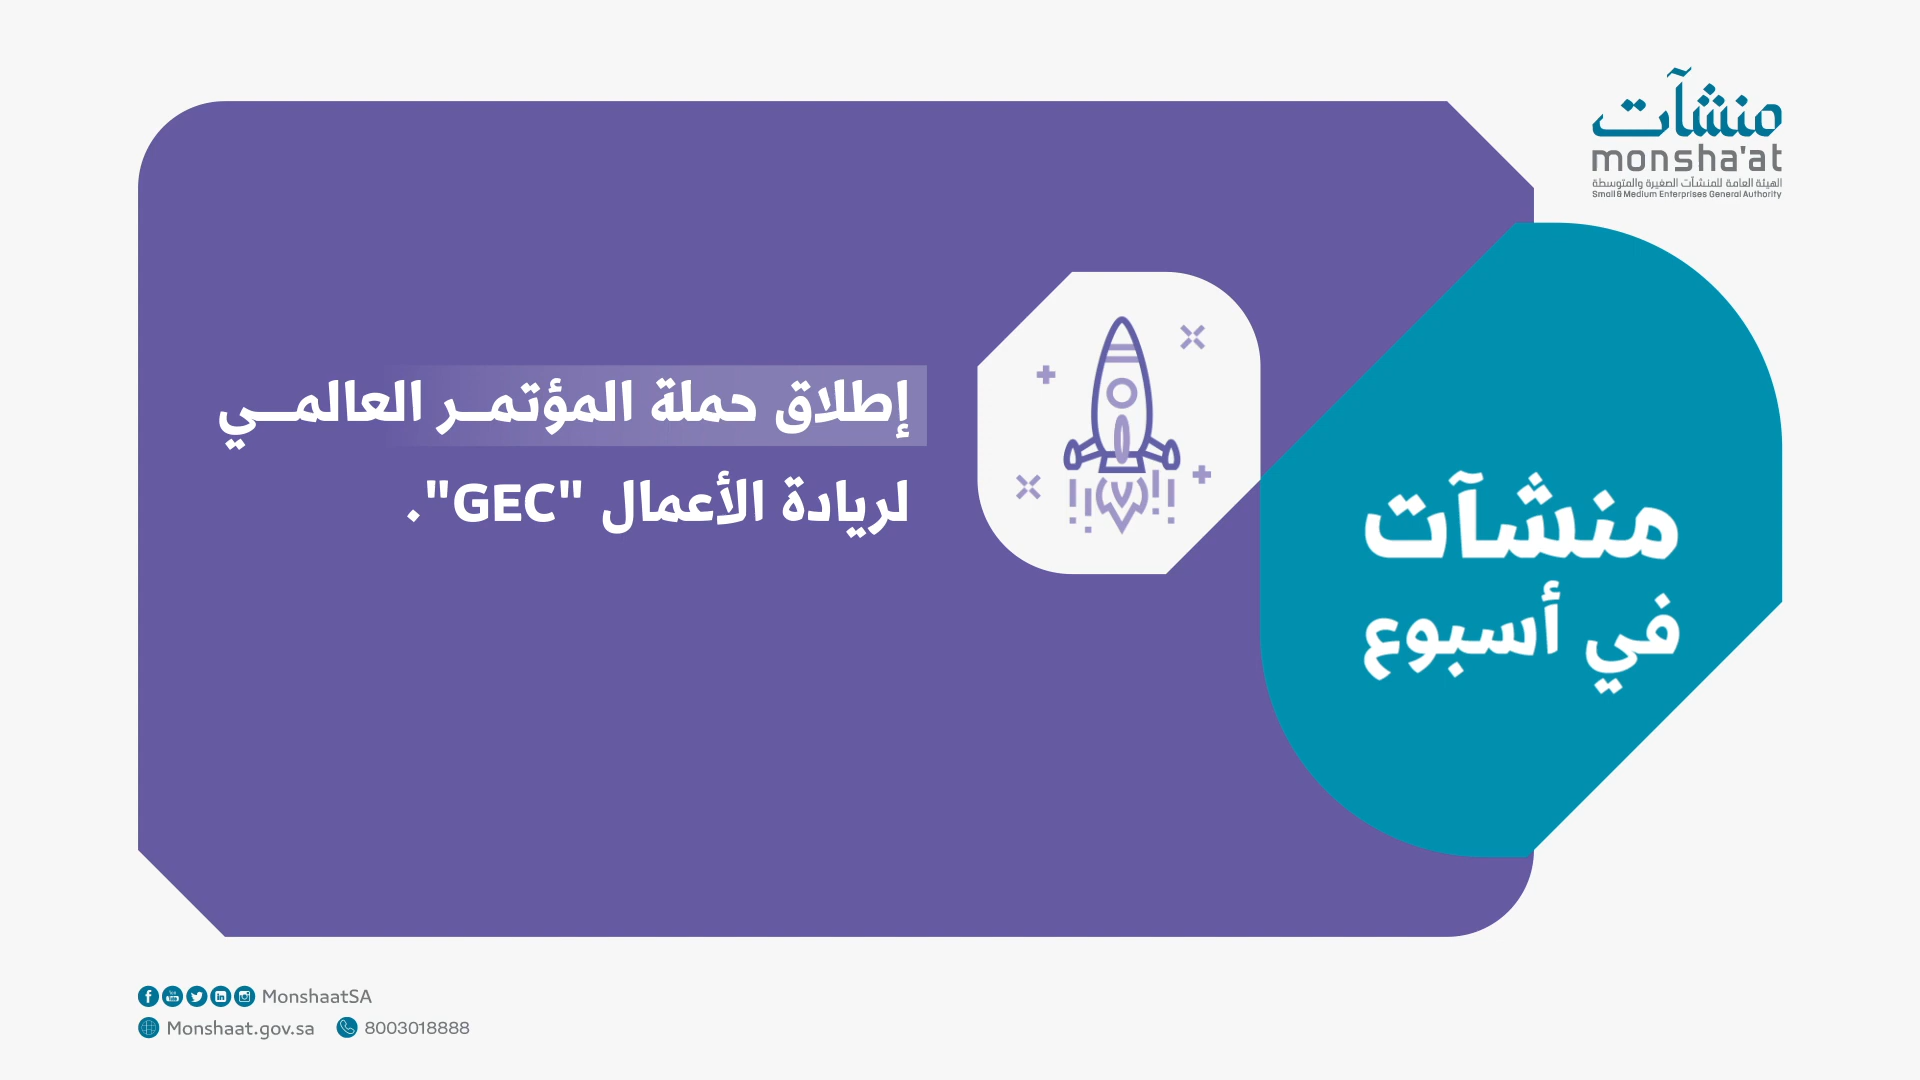 منشآت
monsha'at
الهيئة العامة للمنشآت الصغيرة والمتوسطة
Small & Medium Enterprises General Authority
منشآت
في أسبوع
إطلاق حملة المؤتمـر العالمـي
لريادة الأعمال "GEC".
MonshaatSA
Monshaat.gov.sa 8003018888